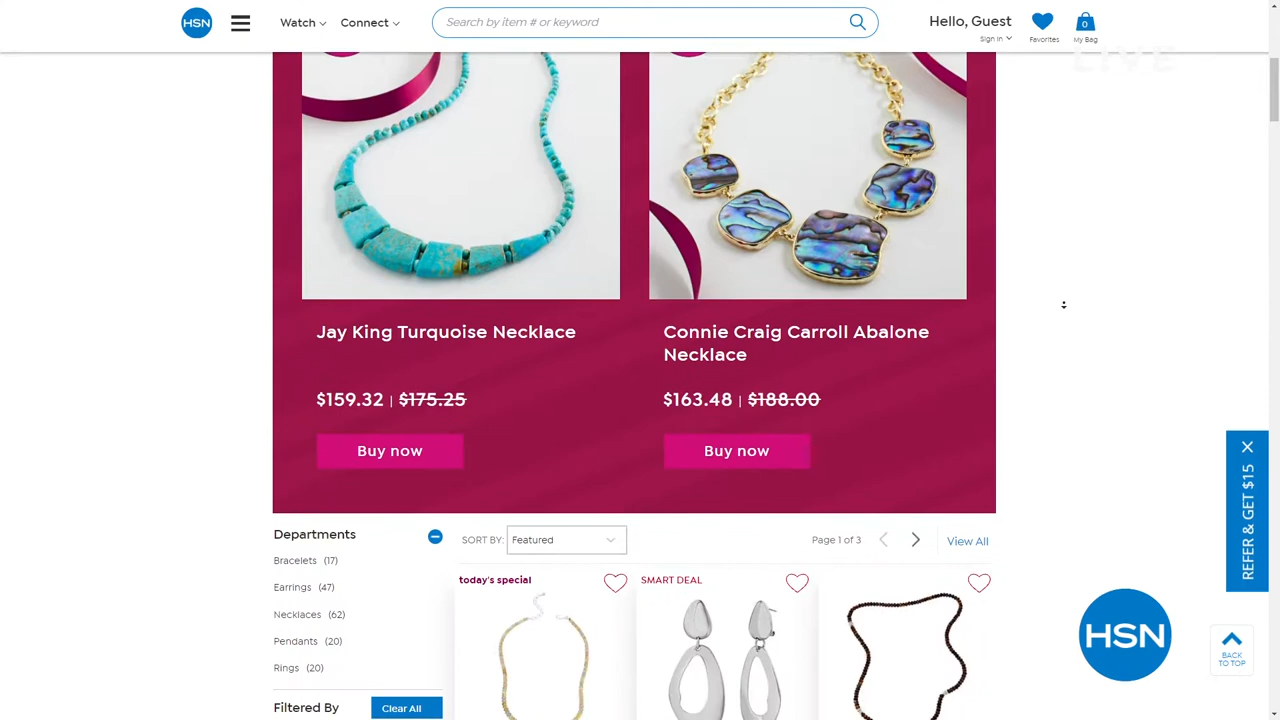 HSN
Watch
Connect
Search by item # or keyword
Hello, Guest
Sign In
Favorites
0
My Bag
LIVE
Jay King Turquoise Necklace
$159.32 | $175.25
Buy now
Connie Craig Carroll Abalone
Necklace
$163.48 | $188.00
Buy now
REFER & GET $15
Departments
Bracelets (17)
Earrings (47)
Necklaces (62)
Pendants (20)
Rings (20)
Filtered By
Clear All
SORT BY: Featured
Page 1 of 3
View All
today's special
SMART DEAL
HSN
BACK
TO TOP